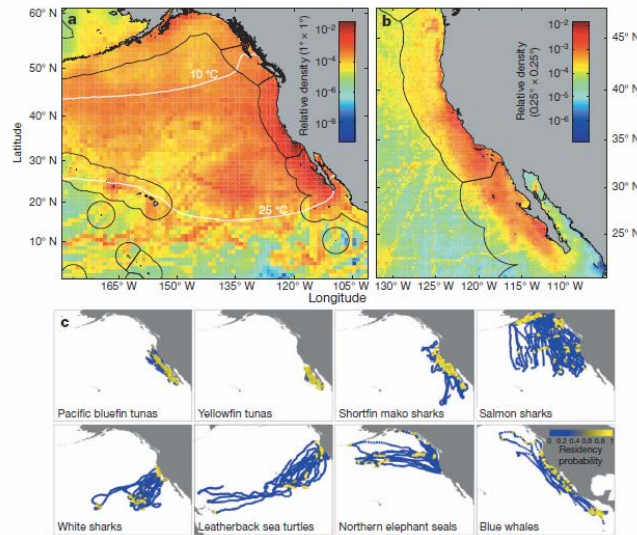 a
60° N
50° N
40° N
30° N
20° N
10° N
Latitude
10 °C
25 °C
Relative density (1° × 1°)
10⁻²
10⁻⁴
10⁻⁶
10⁻⁸
165° W 150° W 135° W 120° W 105° W
b
Relative density
(0.25° × 0.25°)
10⁻²
10⁻³
10⁻⁴
10⁻⁵
10⁻⁶
45° N
40° N
35° N
30° N
25° N
130° W 125° W 120° W 115° W 110° W
Longitude
c
Pacific bluefin tunas
Yellowfin tunas
Shortfin mako sharks
Salmon sharks
White sharks
Leatherback sea turtles
Northern elephant seals
Blue whales
0 0.2 0.4 0.6 0.8 1
Residency
probability